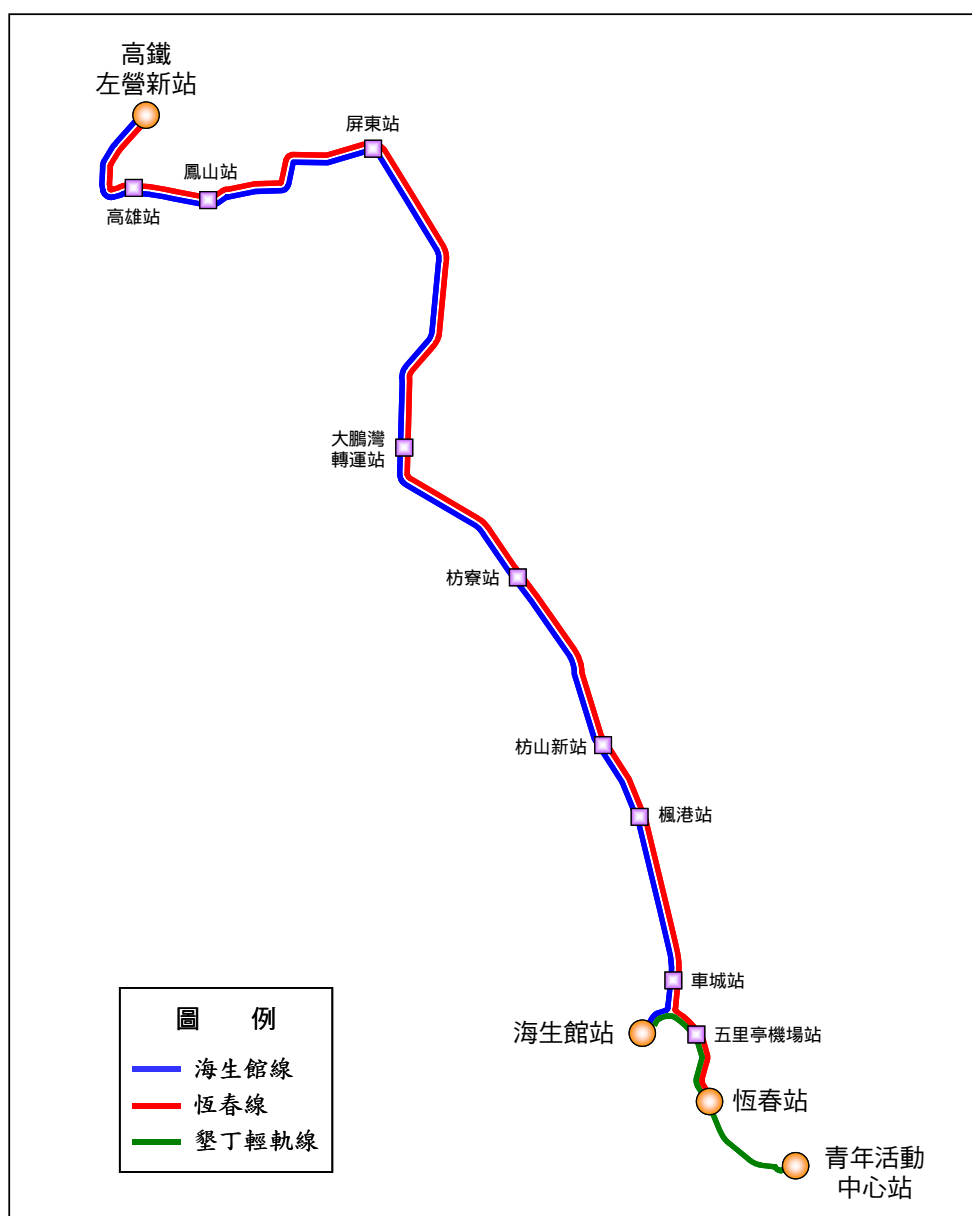 高鐵
左營新站
屏東站
鳳山站
高雄站
大鵬灣
轉運站
枋寮站
枋山新站
楓港站
車城站
海生館站
五里亭機場站
恆春站
青年活動
中心站
圖 例
海生館線
恆春線
墾丁輕軌線